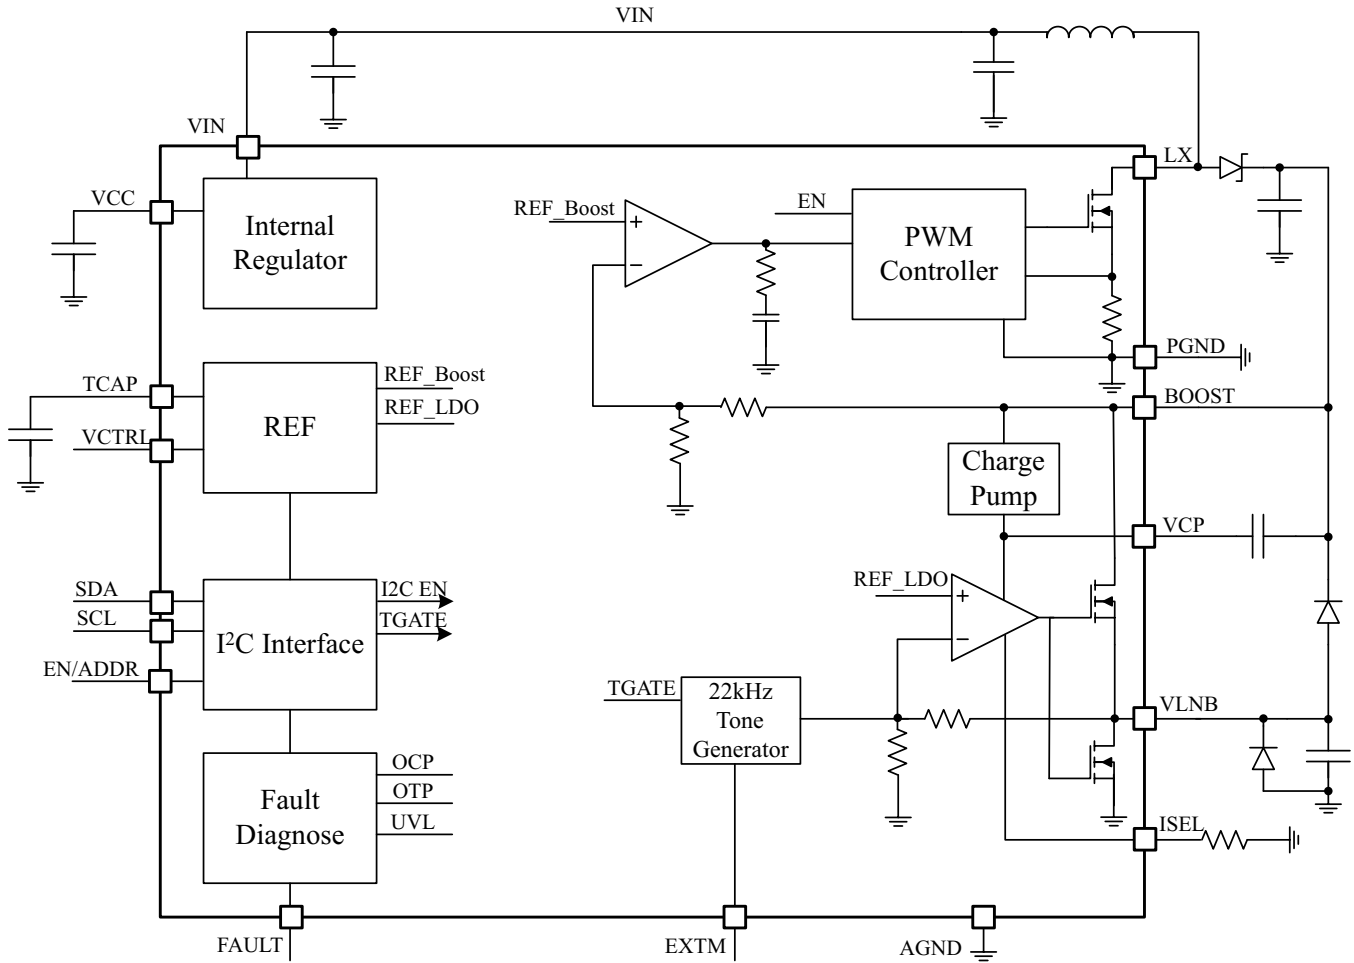 VIN
VIN
LX
VCC
Internal
Regulator
REF_Boost
+
−
EN
PWM
Controller
PGND
TCAP
REF
REF_Boost
REF_LDO
VCTRL
BOOST
Charge
Pump
VCP
SDA
SCL
EN/ADDR
I²C Interface
I2C EN
TGATE
REF_LDO
+
−
TGATE
22kHz
Tone
Generator
VLNB
Fault
Diagnose
OCP
OTP
UVL
ISEL
FAULT
EXTM
AGND